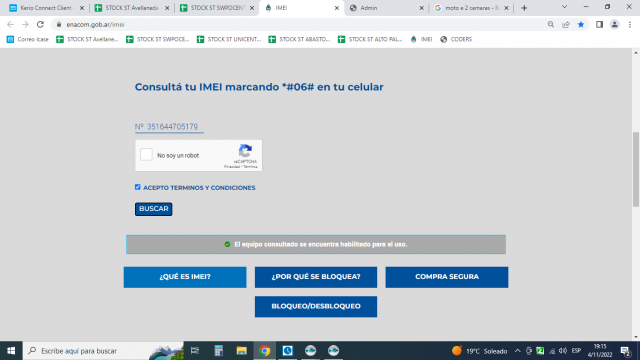 Kerio Connect Client
STOCK ST Avellaned
STOCK ST SWPOCENT
IMEI
Admin
moto e 2 camaras - B
enacom.gob.ar/imei
Correo Icase
STOCK ST Avellane...
STOCK ST SWPOCE...
STOCK ST UNICENT...
STOCK ST ABASTO...
STOCK ST ALTO PAL...
IMEI
CODERS
Consultá tu IMEI marcando *#06# en tu celular
Nº 351644705179
No soy un robot
reCAPTCHA
Privacidad - Términos
ACEPTO TERMINOS Y CONDICIONES
BUSCAR
El equipo consultado se encuentra habilitado para el uso.
¿QUÉ ES IMEI?
¿POR QUÉ SE BLOQUEA?
COMPRA SEGURA
BLOQUEO/DESBLOQUEO
Escribe aquí para buscar
19°C Soleado
ESP
19:15
4/11/2022